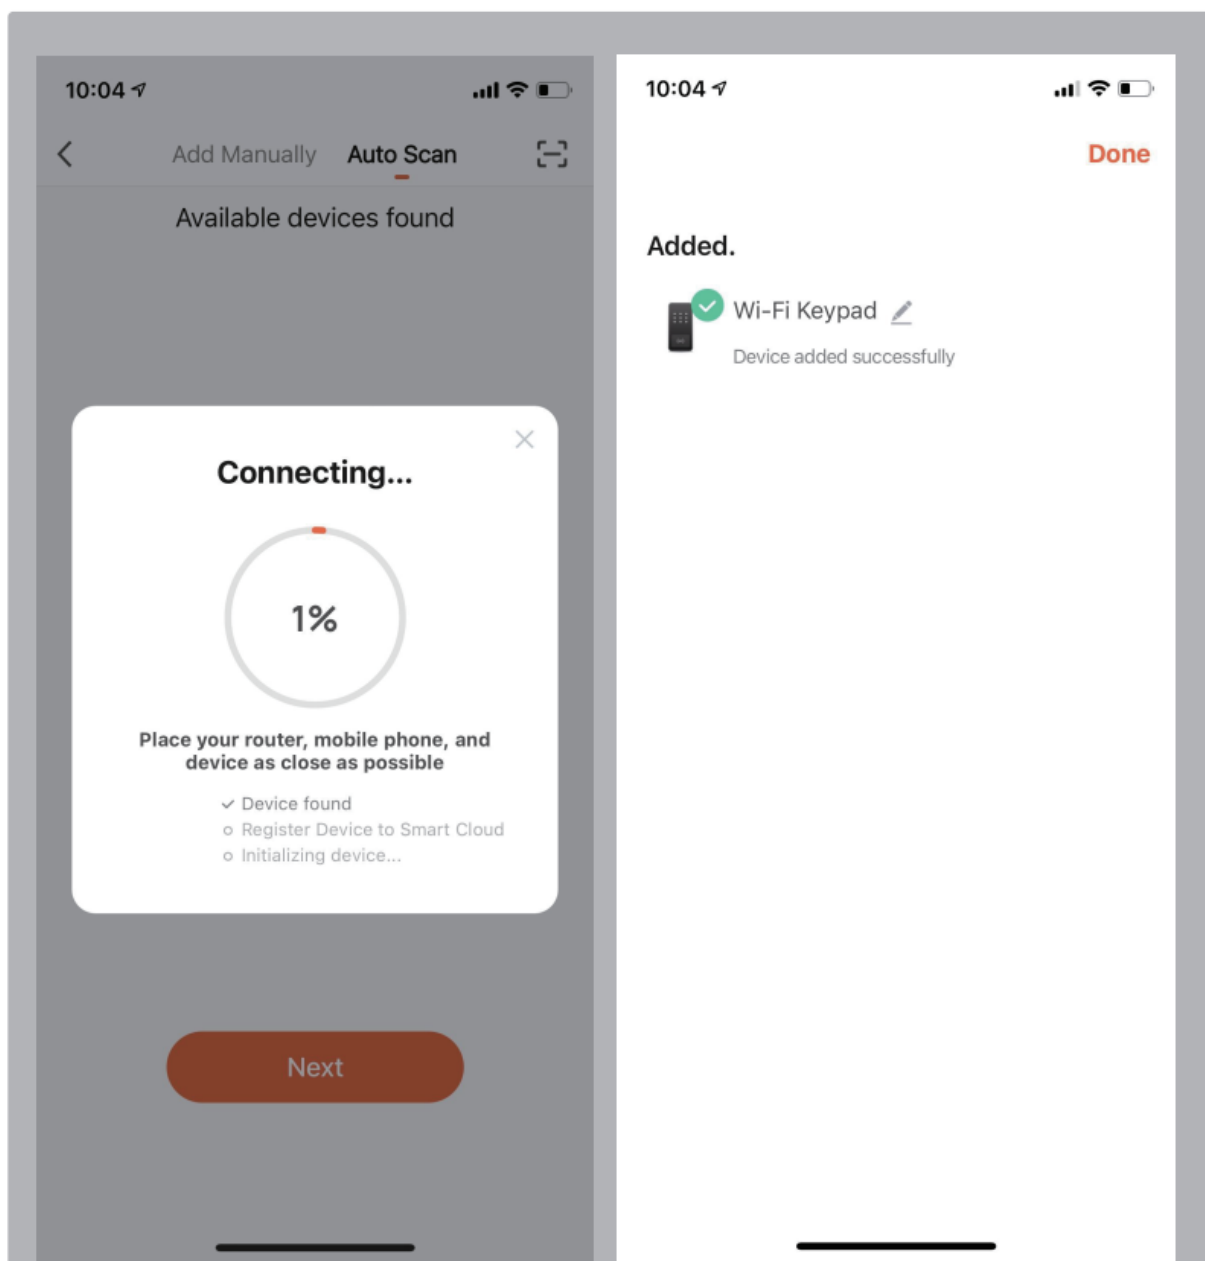 10:04
Add Manually Auto Scan
Available devices found
Connecting...
1%
Place your router, mobile phone, and
device as close as possible
Device found
Register Device to Smart Cloud
Initializing device...
Next
10:04
Done
Added.
Wi-Fi Keypad
Device added successfully